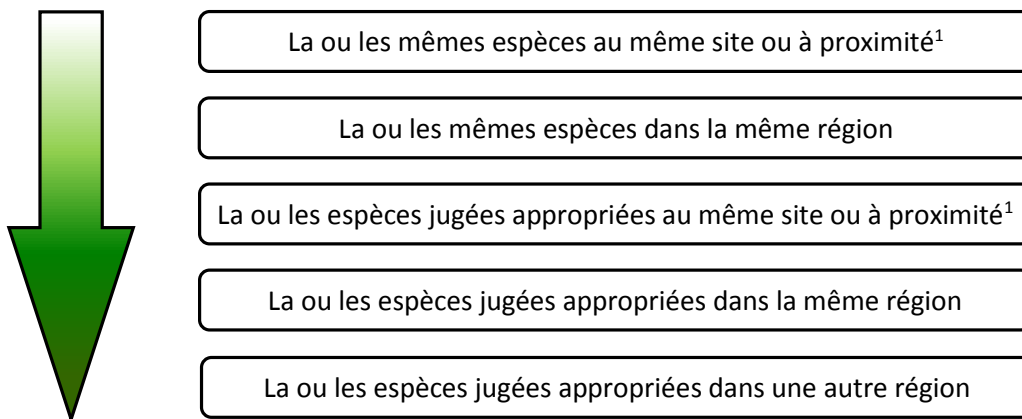 La ou les mêmes espèces au même site ou à proximité¹
La ou les mêmes espèces dans la même région
La ou les espèces jugées appropriées au même site ou à proximité¹
La ou les espèces jugées appropriées dans la même région
La ou les espèces jugées appropriées dans une autre région